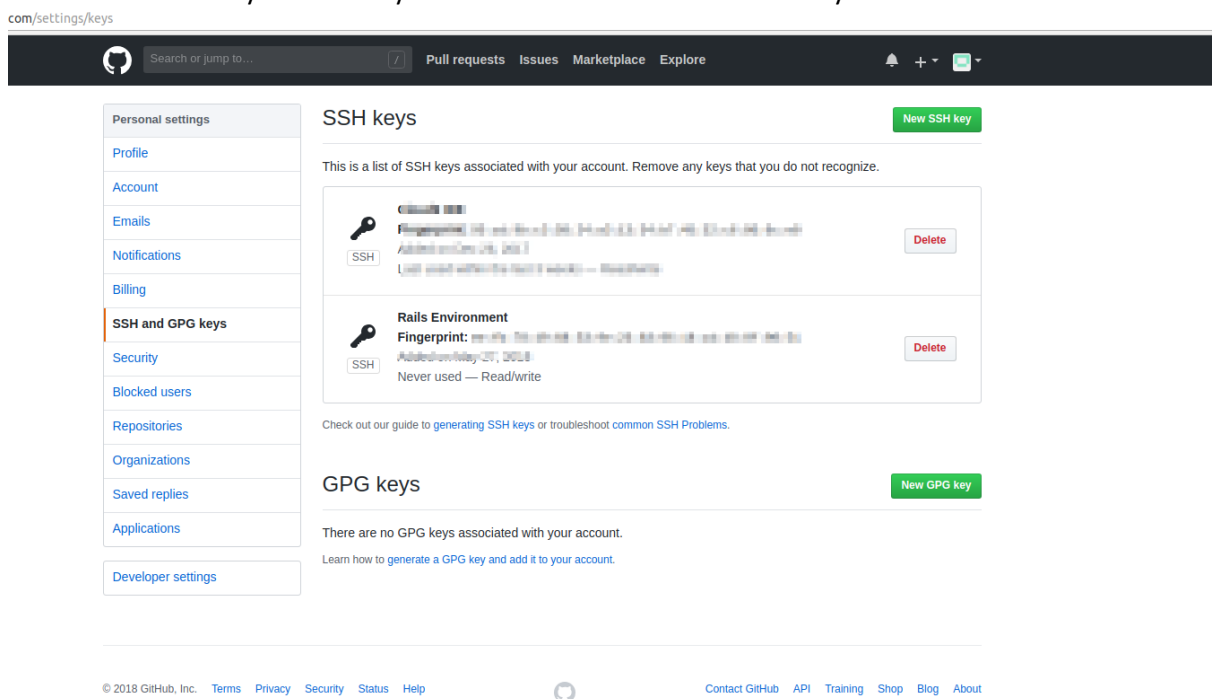 com/settings/keys
Search or jump to… /
Pull requests Issues Marketplace Explore
Personal settings
Profile
Account
Emails
Notifications
Billing
SSH and GPG keys
Security
Blocked users
Repositories
Organizations
Saved replies
Applications
Developer settings
SSH keys
New SSH key
This is a list of SSH keys associated with your account. Remove any keys that you do not recognize.
SSH
Delete
Rails Environment
Fingerprint:
SSH
Never used — Read/write
Delete
Check out our guide to generating SSH keys or troubleshoot common SSH Problems.
GPG keys
New GPG key
There are no GPG keys associated with your account.
Learn how to generate a GPG key and add it to your account.
© 2018 GitHub, Inc. Terms Privacy Security Status Help
Contact GitHub API Training Shop Blog About